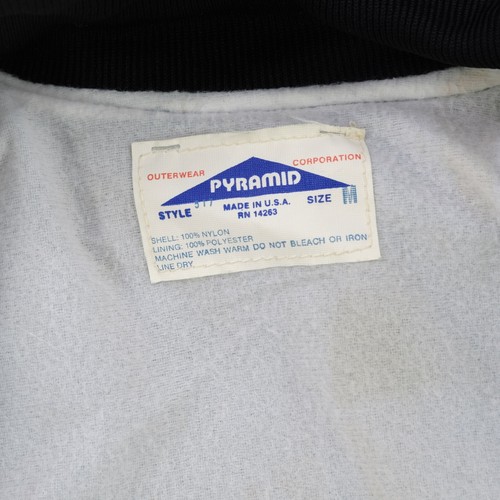 OUTERWEAR CORPORATION
PYRAMID
STYLE 517 MADE IN U.S.A. SIZE M
RN 14263
SHELL: 100% NYLON
LINING: 100% POLYESTER
MACHINE WASH WARM DO NOT BLEACH OR IRON
LINE DRY